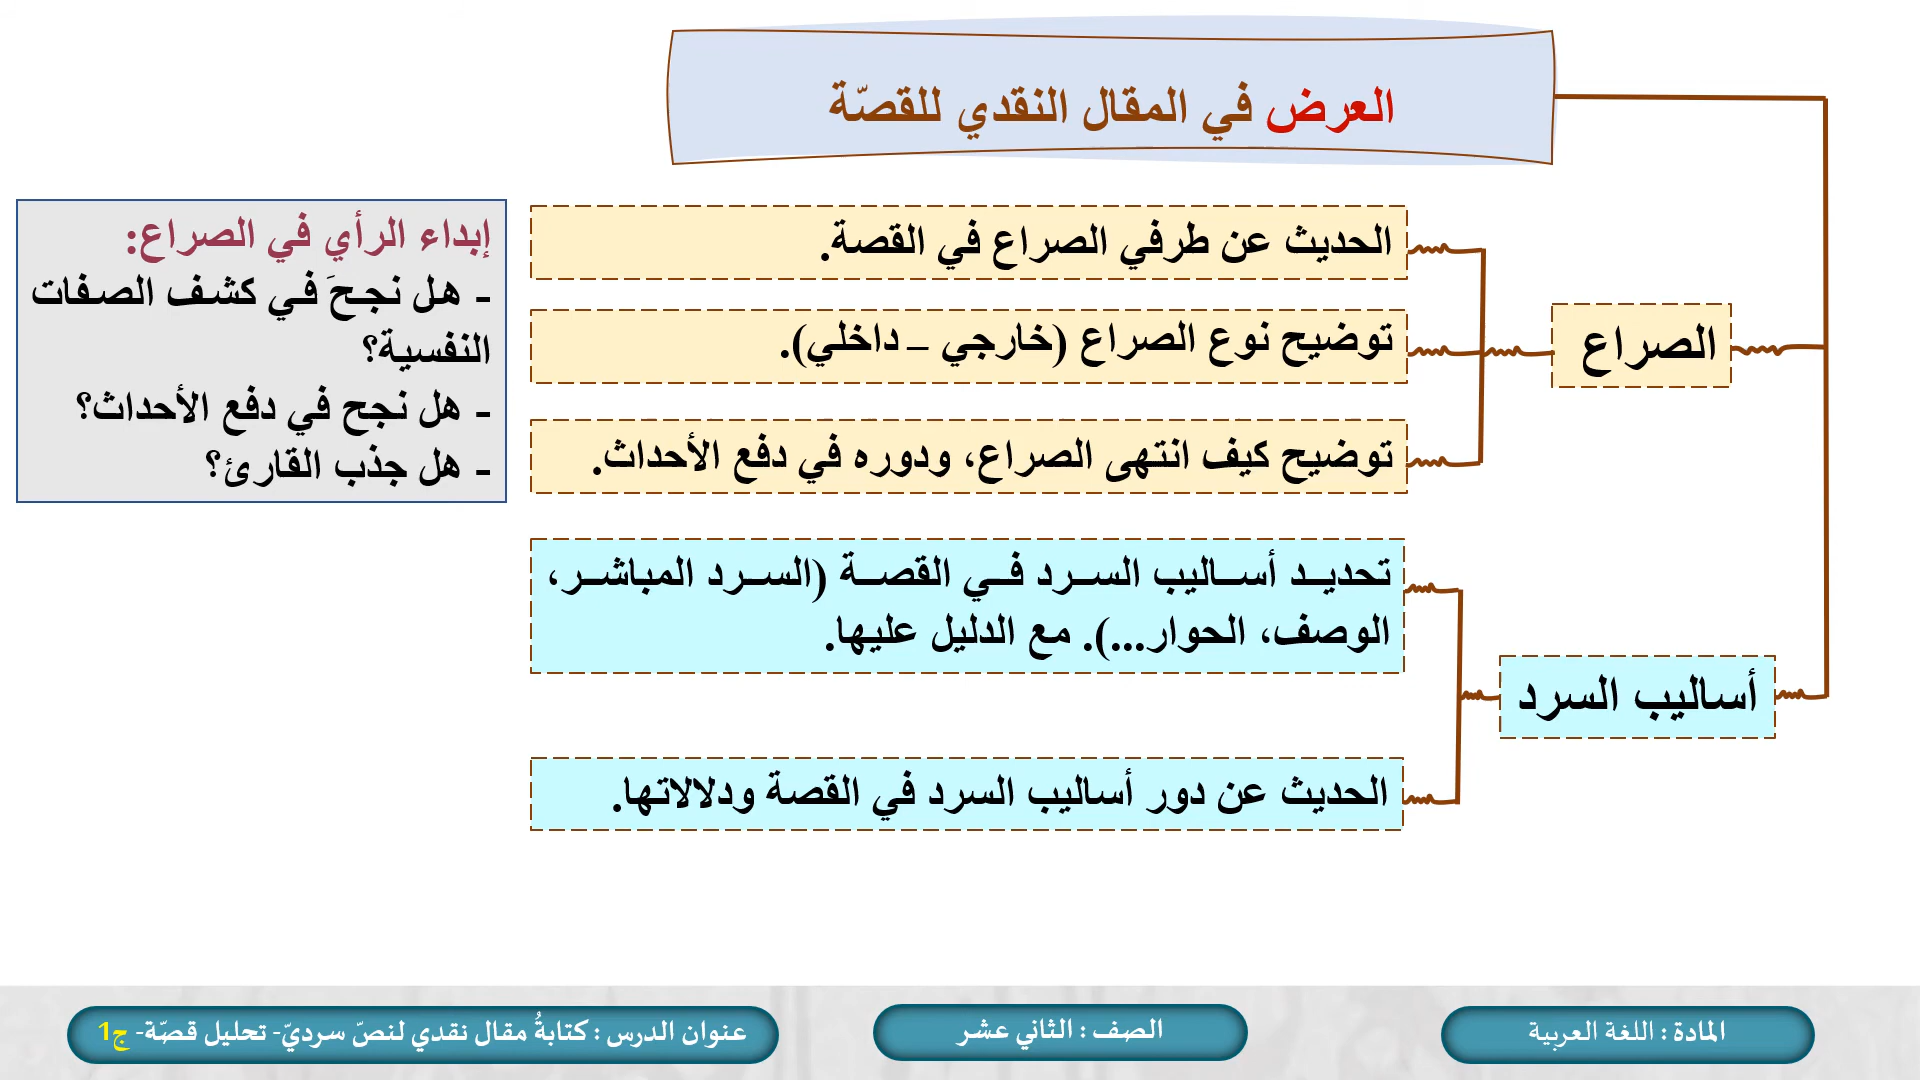 العرض في المقال النقدي للقصّة
الصراع
الحديث عن طرفي الصراع في القصة.
توضيح نوع الصراع (خارجي – داخلي).
توضيح كيف انتهى الصراع، ودوره في دفع الأحداث.
إبداء الرأي في الصراع:
- هل نجحَ في كشف الصفات
النفسية؟
- هل نجح في دفع الأحداث؟
- هل جذب القارئ؟
أساليب السرد
تحديد أساليب السرد في القصة (السرد المباشر،
الوصف، الحوار...). مع الدليل عليها.
الحديث عن دور أساليب السرد في القصة ودلالاتها.
المادة : اللغة العربية
الصف : الثاني عشر
عنوان الدرس : كتابةُ مقال نقدي لنصّ سرديّ- تحليل قصّة- ج1